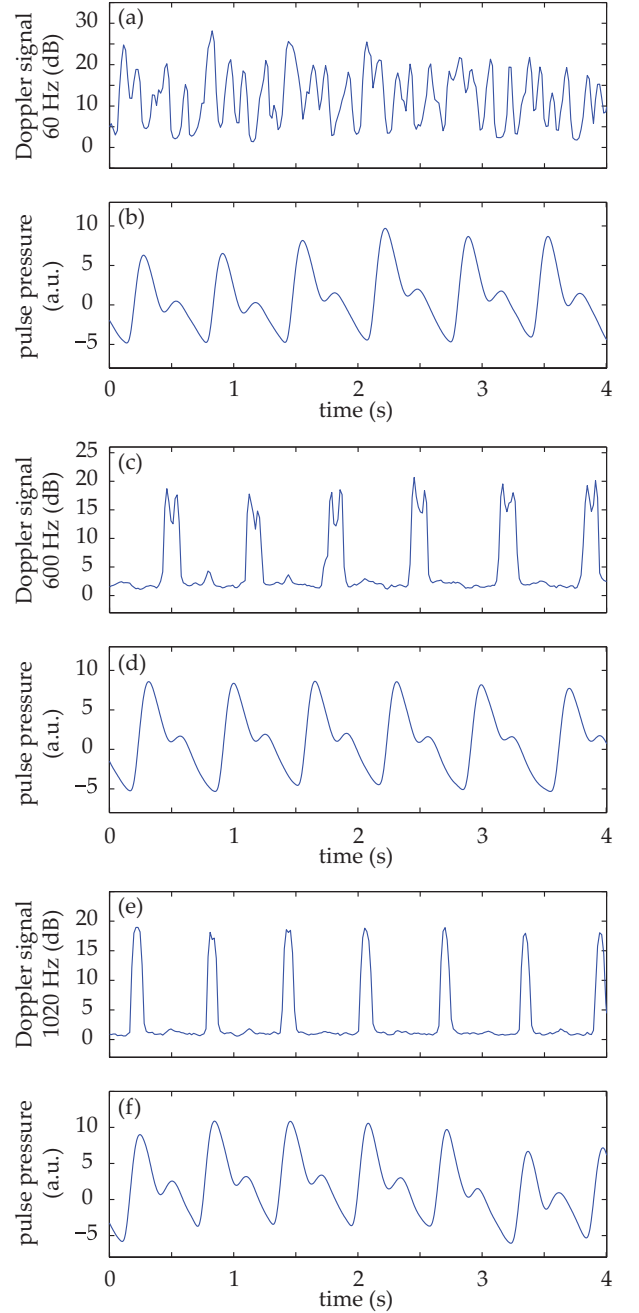 (a)
Doppler signal
60 Hz (dB)
30
20
10
0
(b)
pulse pressure
(a.u.)
10
5
0
−5
0 1 2 3 4
time (s)
(c)
Doppler signal
600 Hz (dB)
25
20
15
10
5
0
(d)
pulse pressure
(a.u.)
10
5
0
−5
0 1 2 3 4
time (s)
(e)
Doppler signal
1020 Hz (dB)
20
15
10
5
0
(f)
pulse pressure
(a.u.)
10
5
0
−5
0 1 2 3 4
time (s)